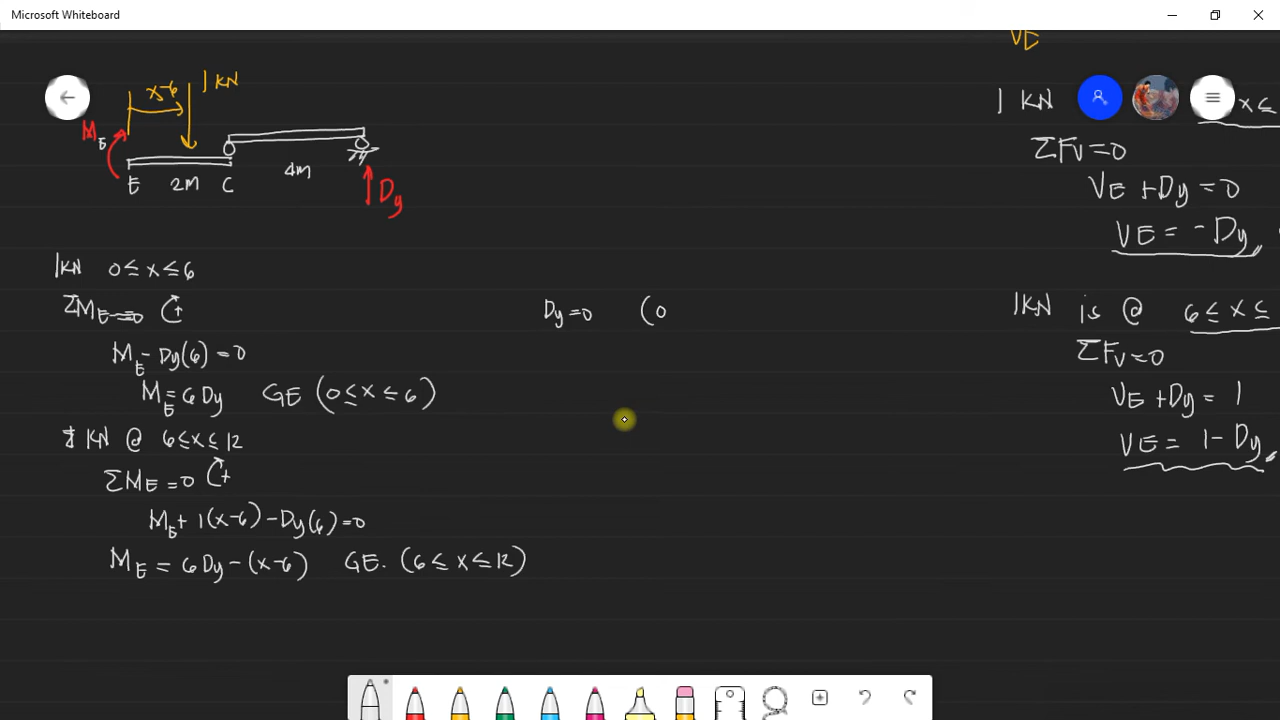 Microsoft Whiteboard
VE
x-6 1 KN
ME
E 2M C 4M Dy
1KN 0≤x≤6
ΣME=0 +
ME-Dy(6)=0
ME=6Dy GE (0≤x≤6)
1 KN @ 6≤x≤12
ΣME=0 +
ME+1(x-6)-Dy(6)=0
ME=6Dy-(x-6) GE. (6≤x≤12)
Dy=0 (0
1 KN x≤
ΣFv=0
VE+Dy=0
VE=-Dy
1KN is @ 6≤x≤
ΣFv=0
VE+Dy=1
VE=1-Dy